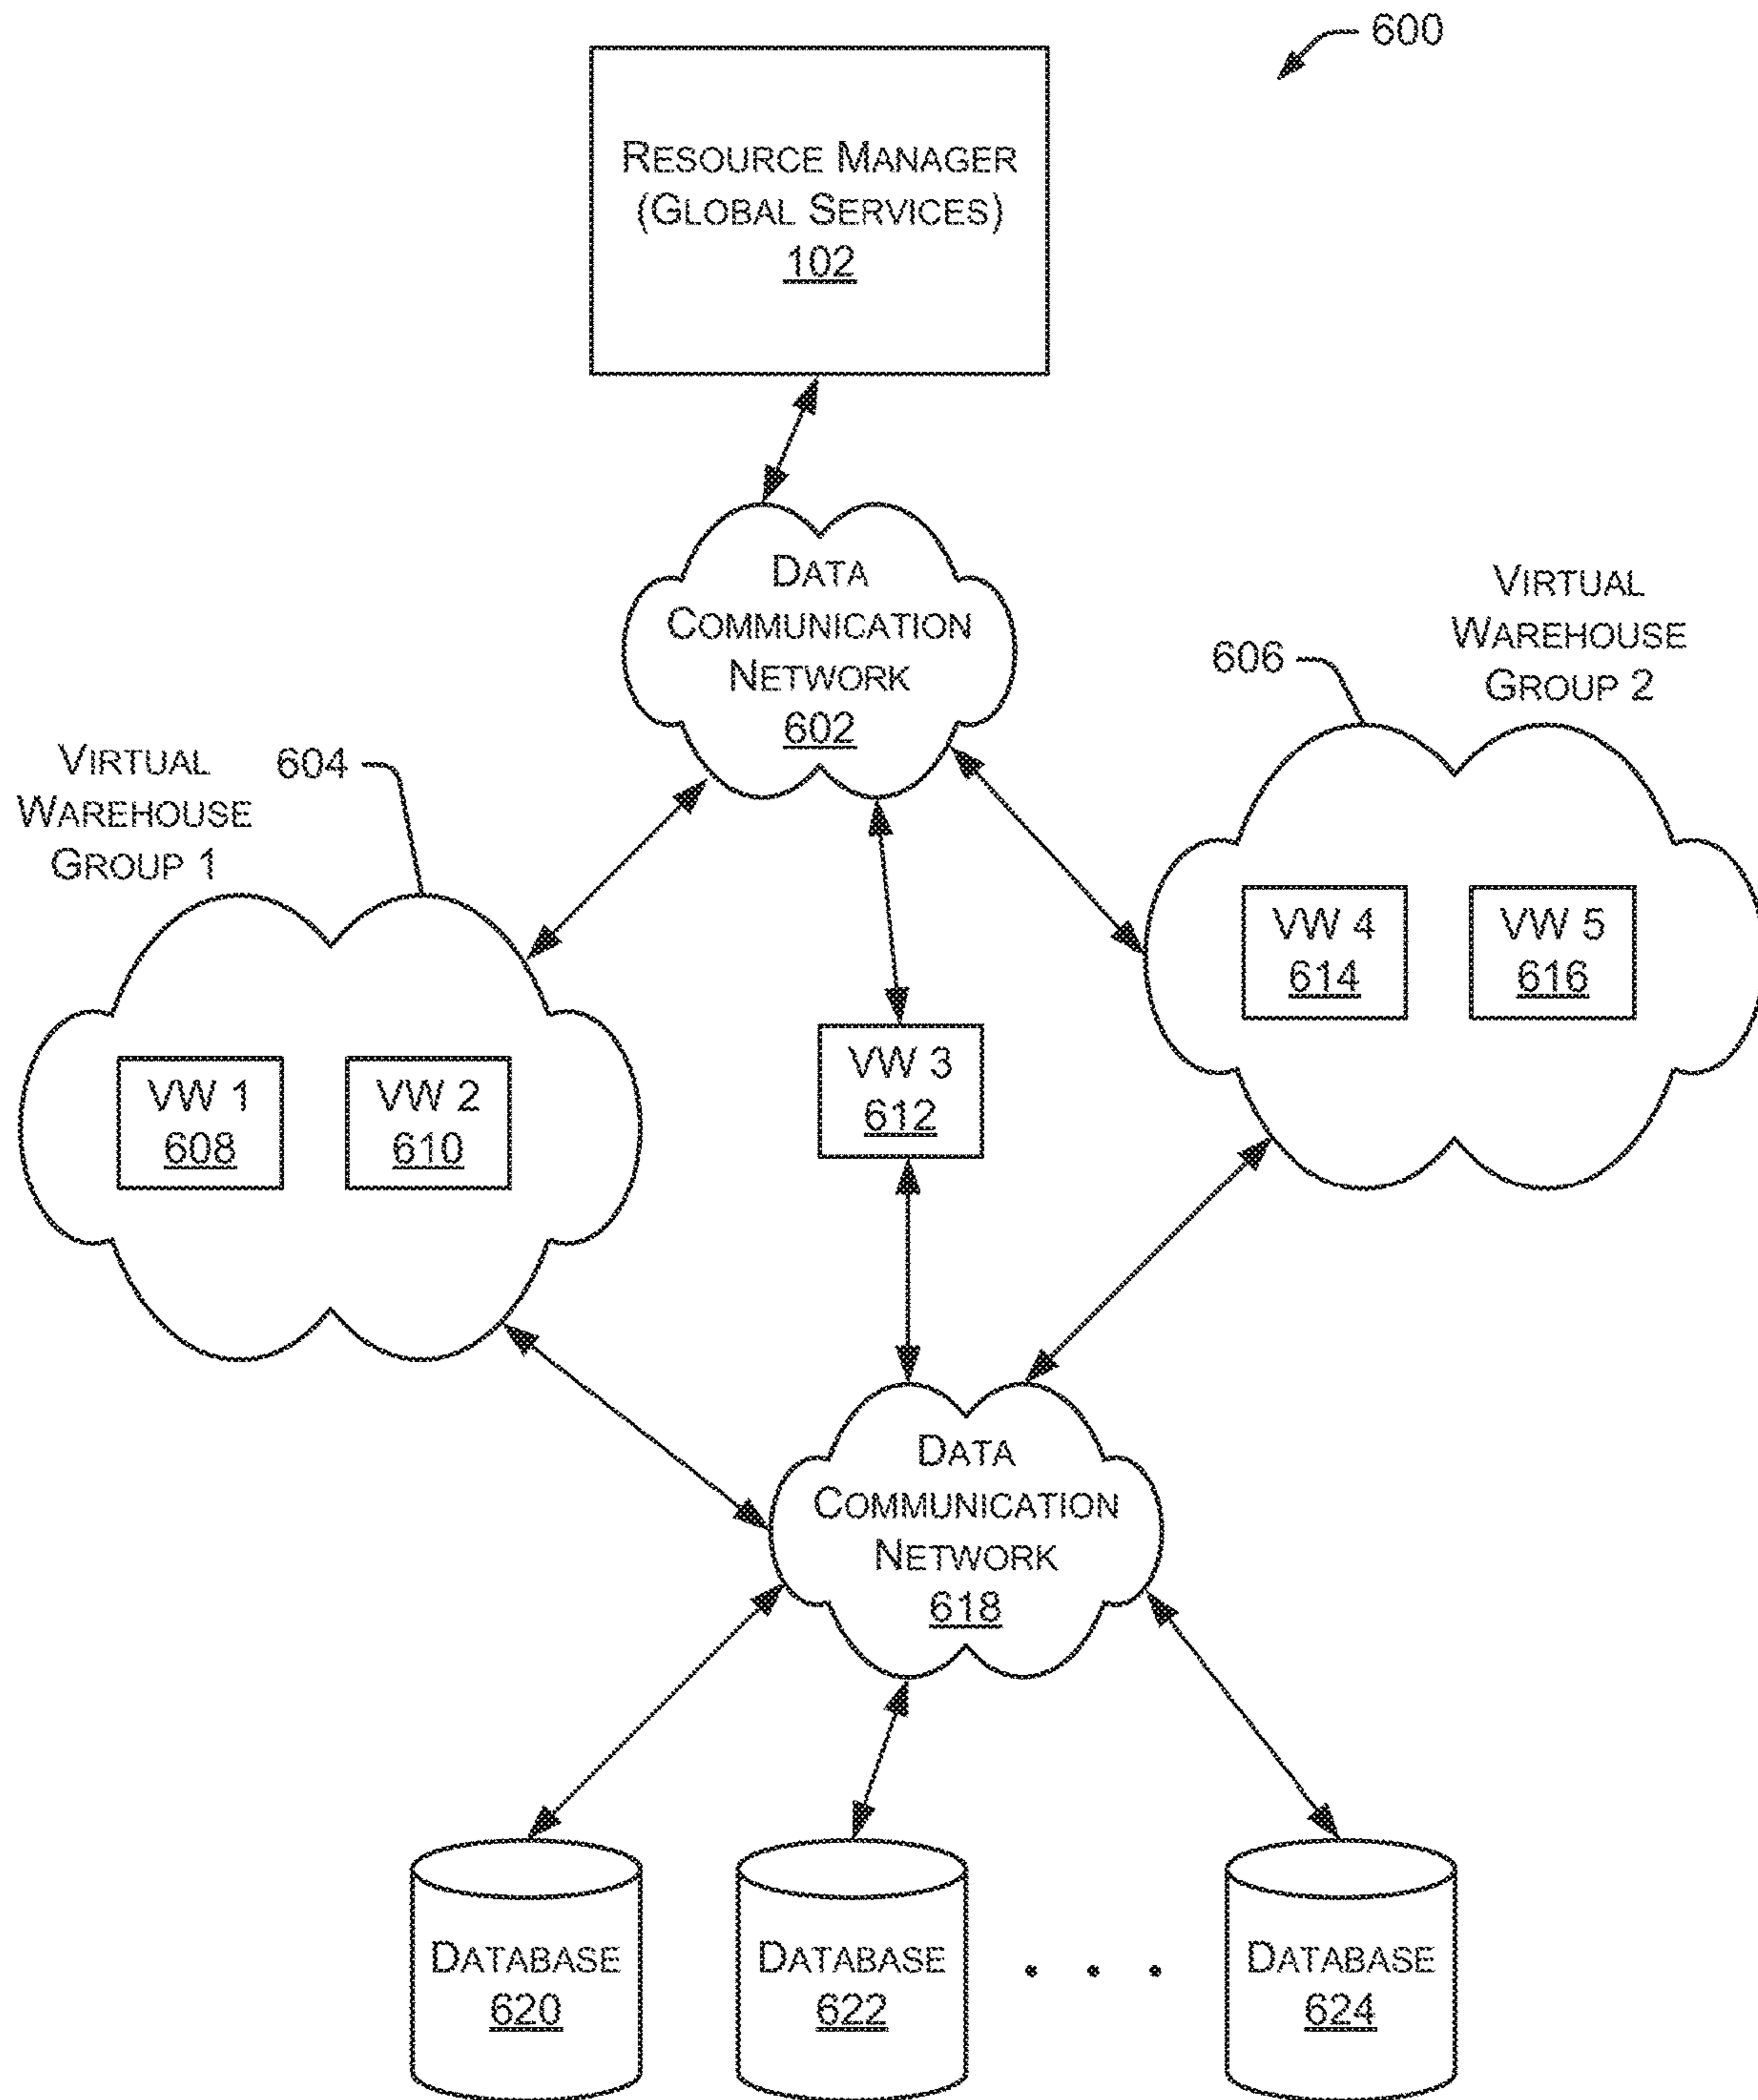 600
RESOURCE MANAGER
(GLOBAL SERVICES)
102
DATA
COMMUNICATION
NETWORK
602
VIRTUAL
WAREHOUSE
GROUP 2
606
VIRTUAL
WAREHOUSE
GROUP 1
604
VW 4
614
VW 5
616
VW 3
612
VW 1
608
VW 2
610
DATA
COMMUNICATION
NETWORK
618
DATABASE
620
DATABASE
622
. . .
DATABASE
624